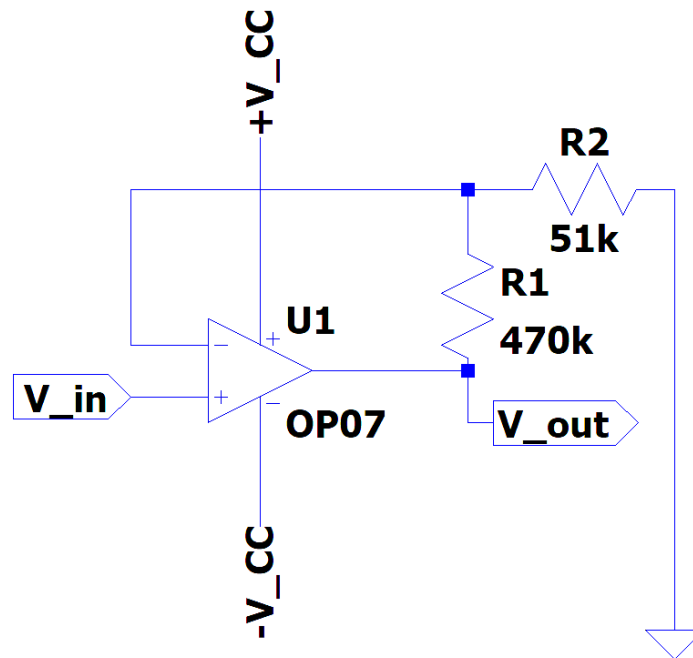 +V_CC
R2
51k
R1
470k
U1
V_in
OP07
V_out
-V_CC